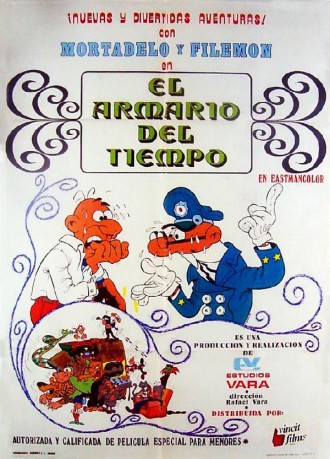 ¡NUEVAS Y DIVERTIDAS AVENTURAS!
con
MORTADELO Y FILEMON
en
EL
ARMARIO
DEL
TIEMPO
EN EASTMANCOLOR
ES UNA
PRODUCCION Y REALIZACION
DE
ESTUDIOS
VARA
dirección
Rafael Vara
DISTRIBUIDA POR:
vincit
films
AUTORIZADA Y CALIFICADA DE PELICULA ESPECIAL PARA MENORES